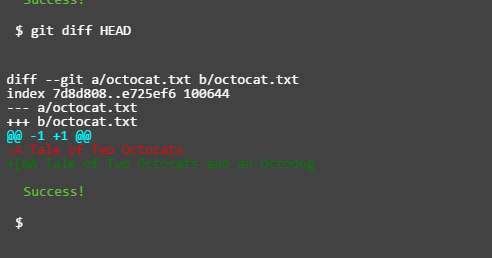 Success!
$ git diff HEAD
diff --git a/octocat.txt b/octocat.txt
index 7d8d808..e725ef6 100644
--- a/octocat.txt
+++ b/octocat.txt
@@ -1 +1 @@
-A Tale of Two Octocats
+[mA Tale of Two Octocats and an Octodog
Success!
$